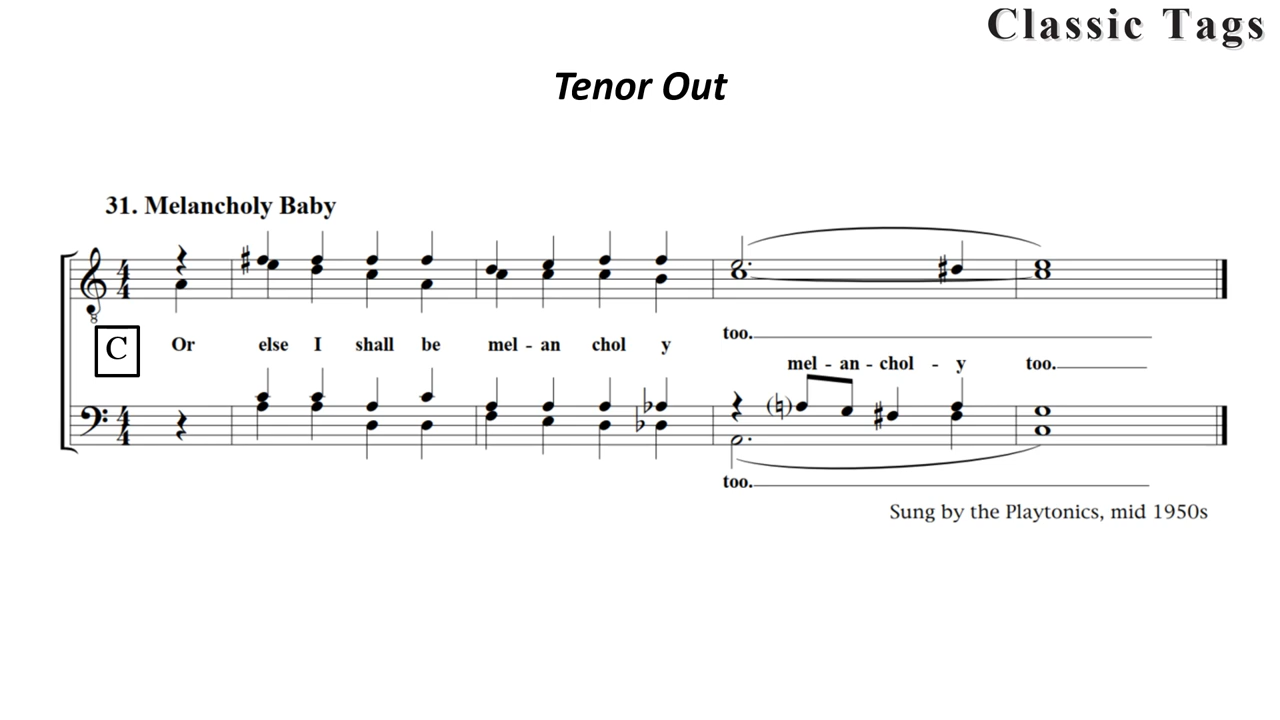 Classic Tags
Tenor Out
31. Melancholy Baby
C
Or else I shall be mel - an chol y too.
mel - an - chol - y too.
too.
Sung by the Playtonics, mid 1950s